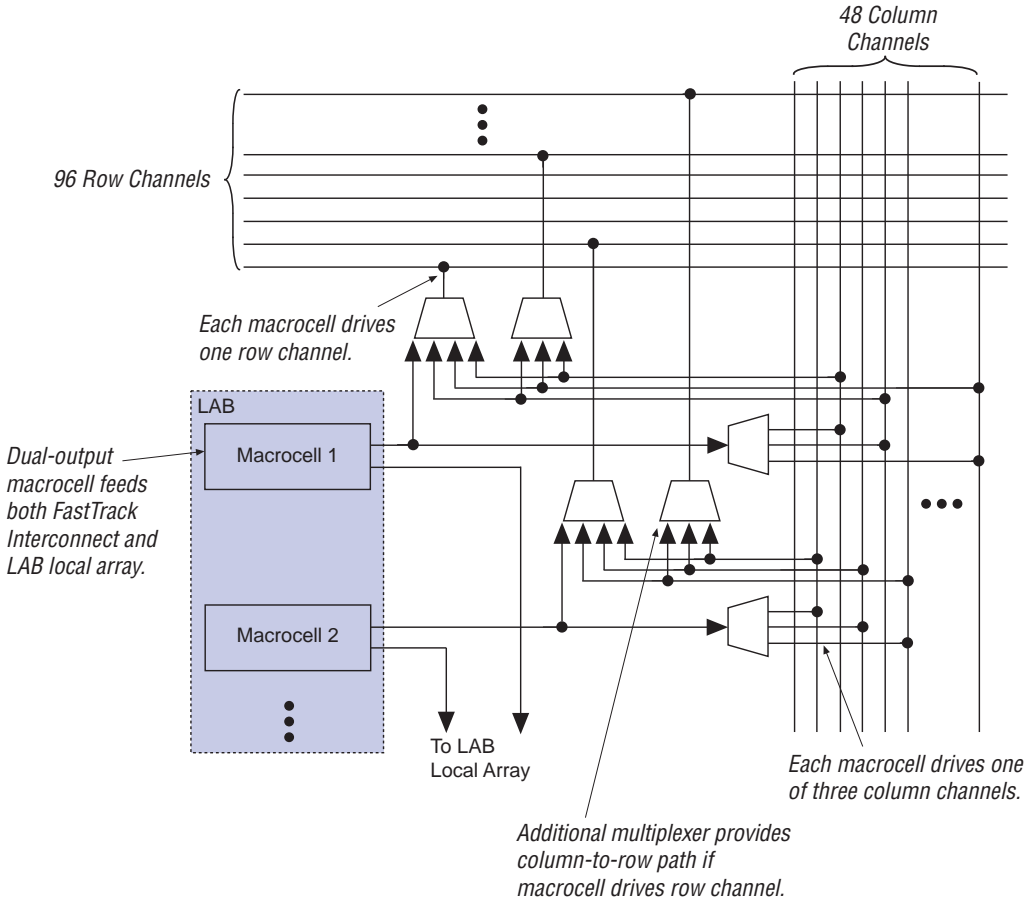 48 Column
Channels
96 Row Channels
Each macrocell drives
one row channel.
LAB
Dual-output
macrocell feeds
both FastTrack
Interconnect and
LAB local array.
Macrocell 1
Macrocell 2
To LAB
Local Array
Each macrocell drives one
of three column channels.
Additional multiplexer provides
column-to-row path if
macrocell drives row channel.